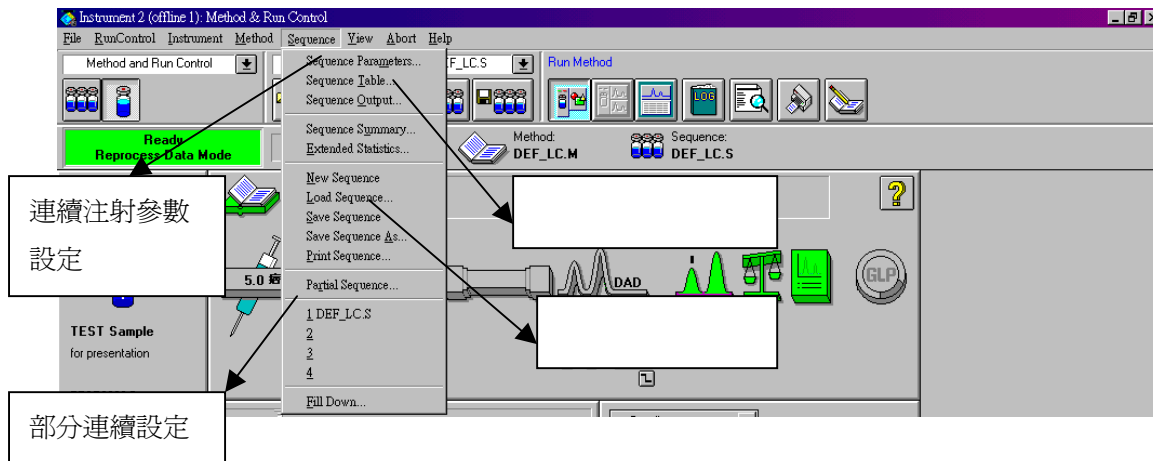 Instrument 2 (offline 1): Method & Run Control
File RunControl Instrument Method Sequence View Abort Help
Method and Run Control
EF_LC.S
Run Method
LOG
Ready
Reprocess Data Mode
Method:
DEF_LC.M
Sequence:
DEF_LC.S
Sequence Parameters...
Sequence Table...
Sequence Output...
Sequence Summary...
Extended Statistics...
New Sequence
Load Sequence...
Save Sequence
Save Sequence As...
Print Sequence...
Partial Sequence...
1 DEF_LC.S
2
3
4
Fill Down...
連續注射參數
設定
5.0
DAD
GLP
TEST Sample
for presentation
部分連續設定